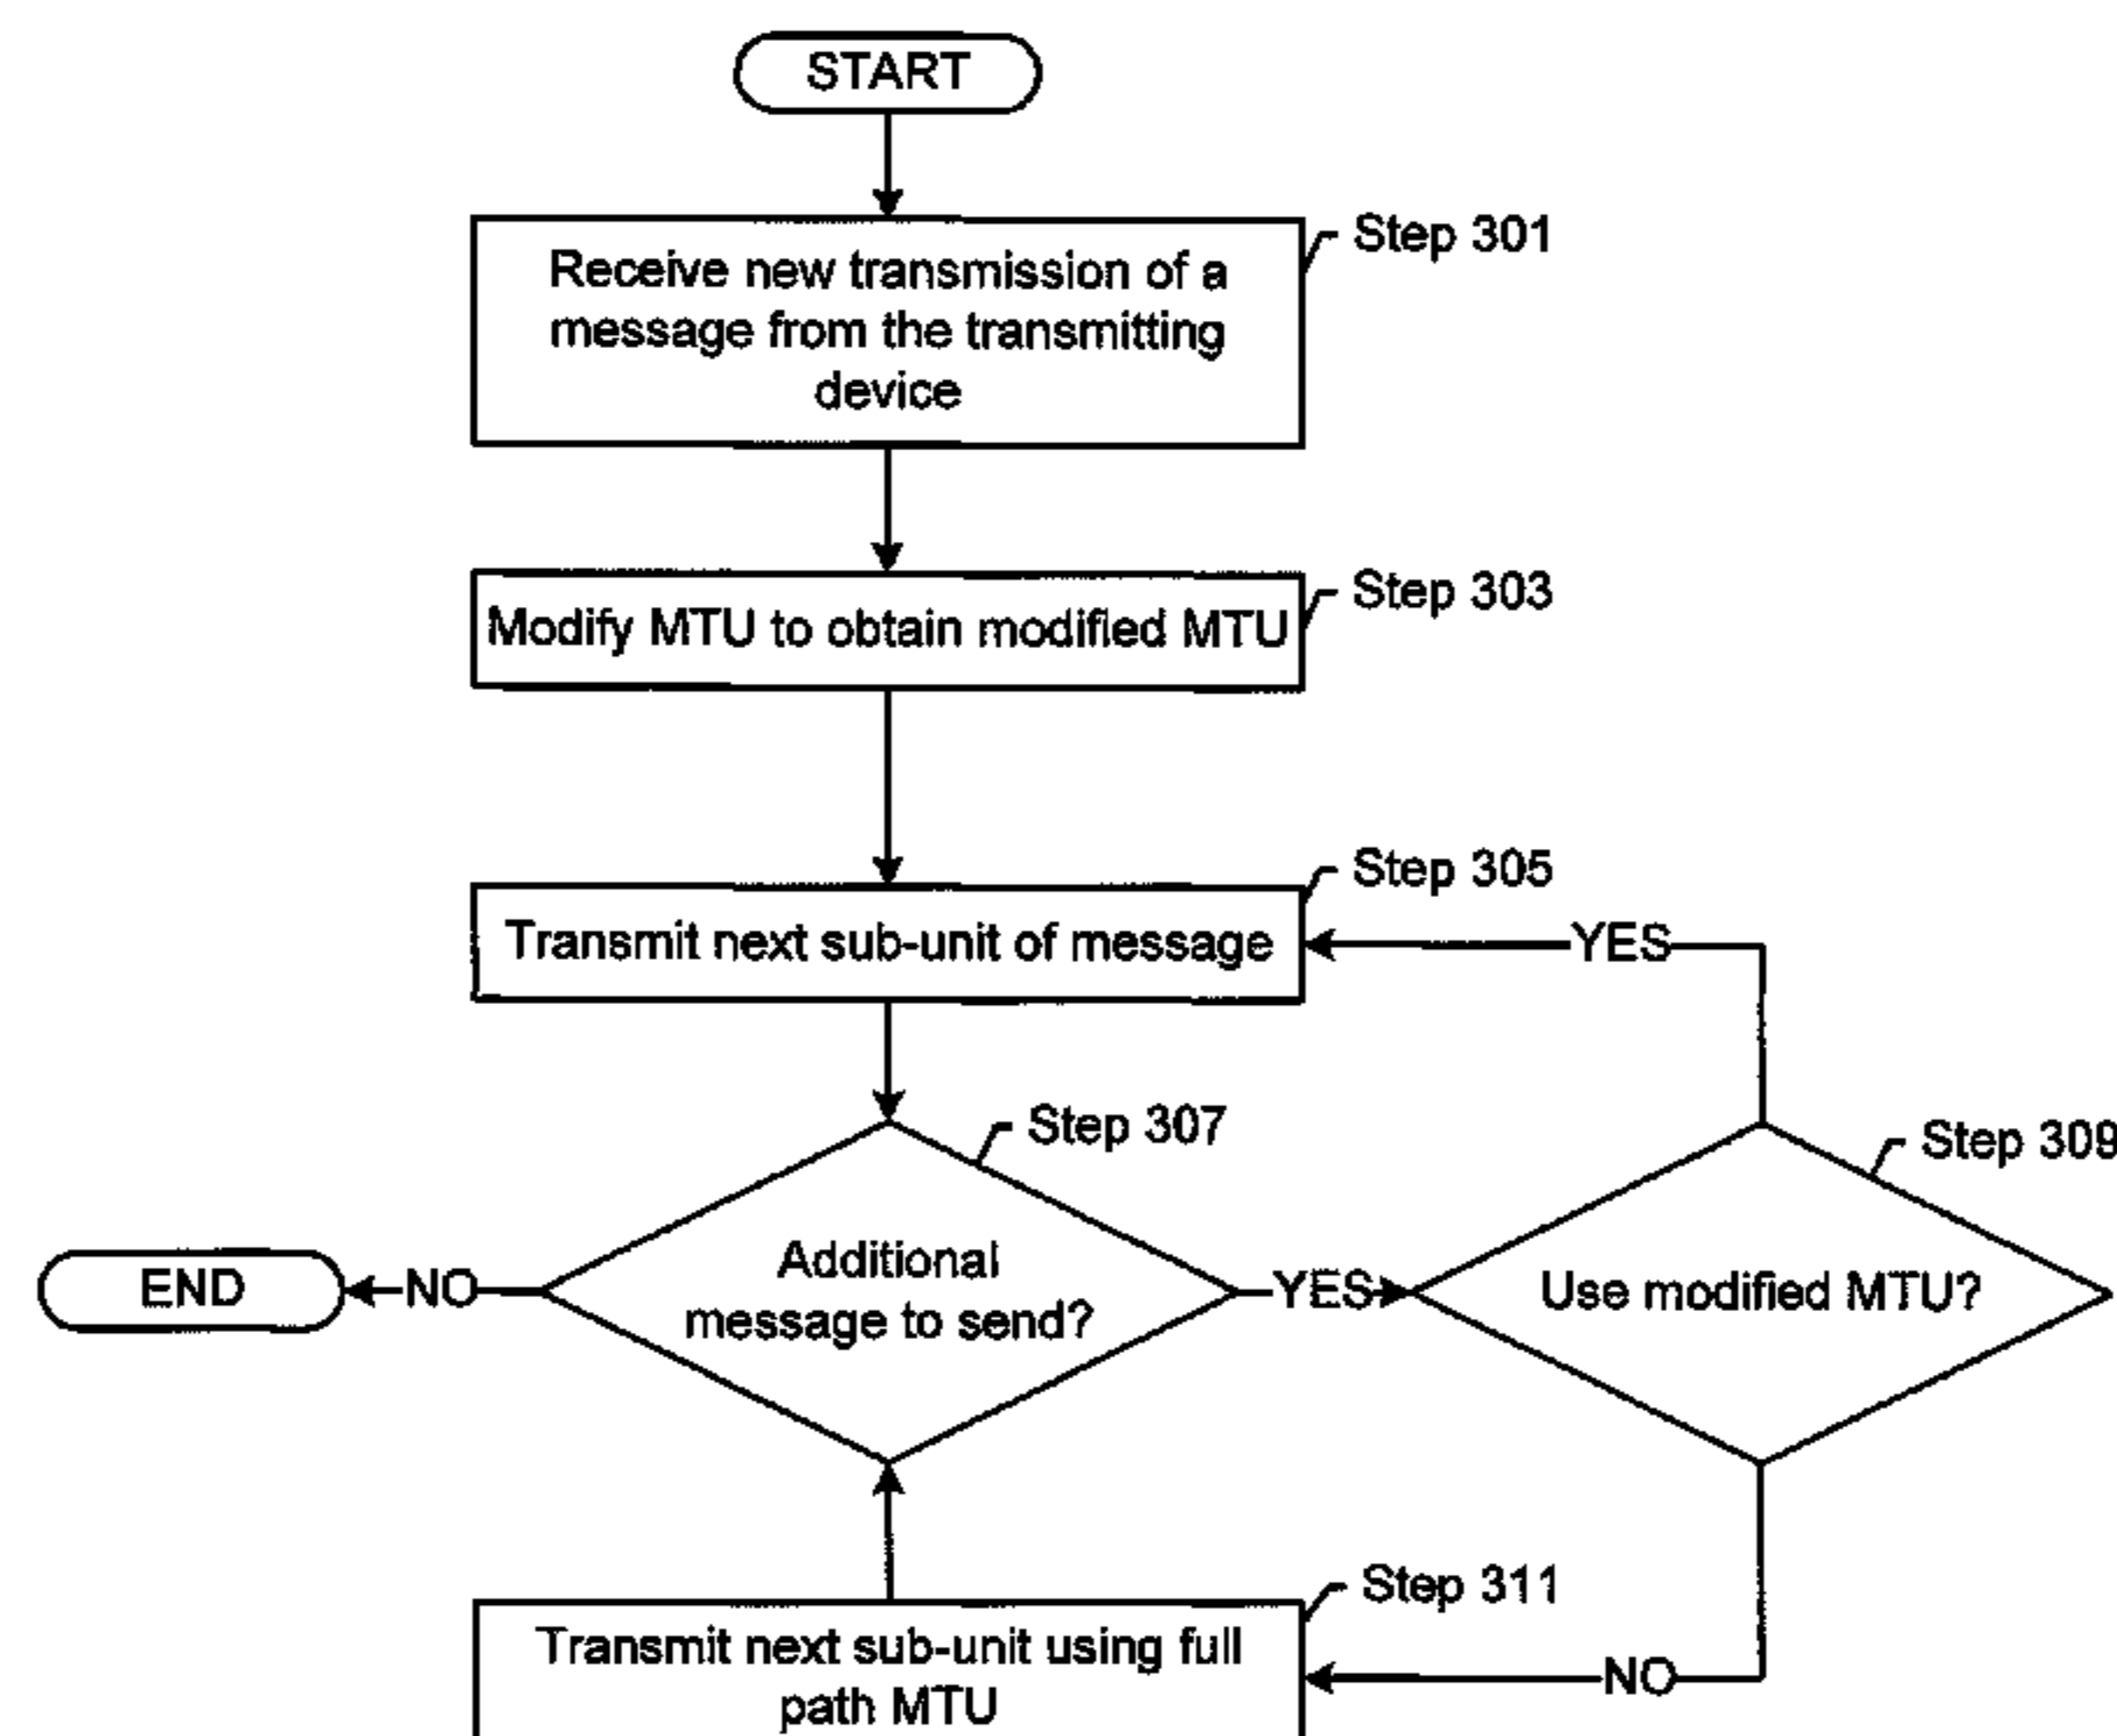 START
Step 301
Receive new transmission of a
message from the transmitting
device
Step 303
Modify MTU to obtain modified MTU
Step 305
Transmit next sub-unit of message
YES
Step 307
Step 309
Additional
message to send?
END
NO
YES
Use modified MTU?
Step 311
Transmit next sub-unit using full
path MTU
NO